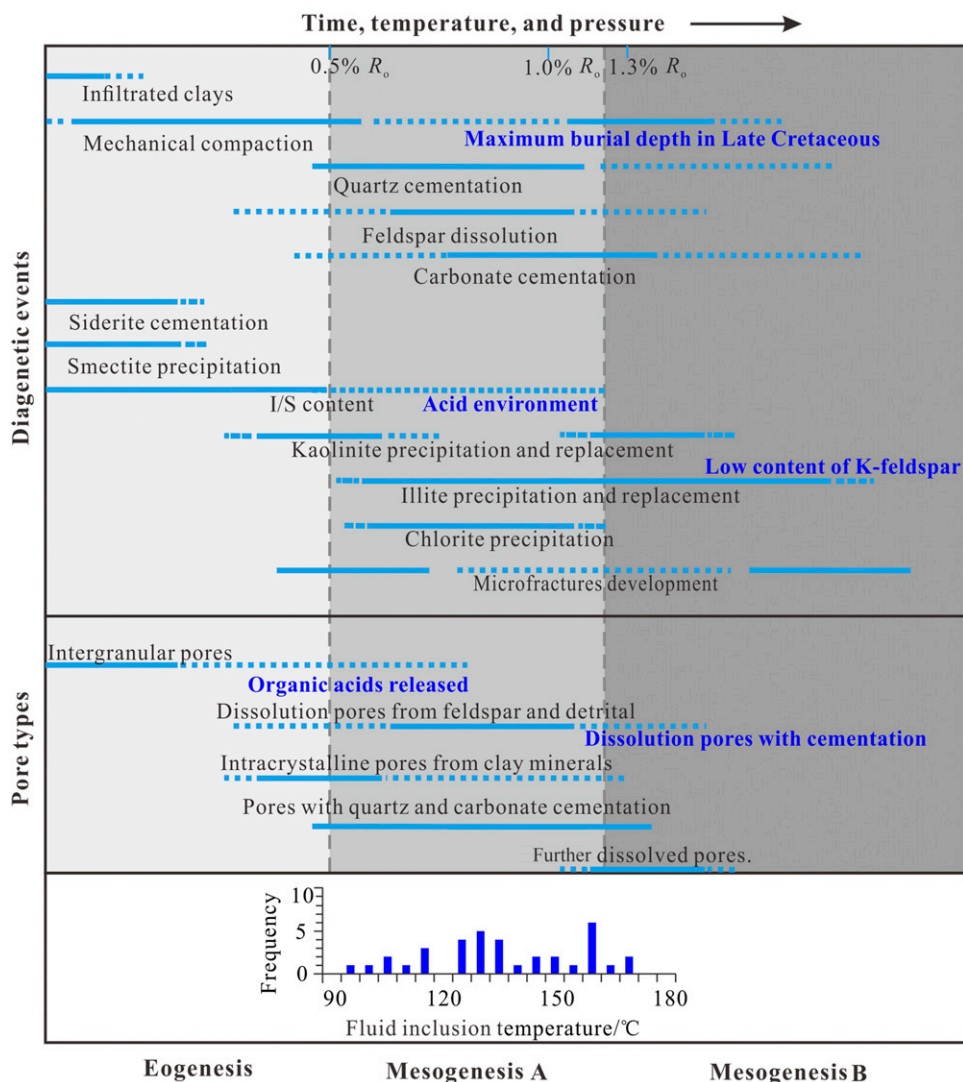 Time, temperature, and pressure
0.5% Ro
1.0% Ro
1.3% Ro
Diagenetic events
Infiltrated clays
Mechanical compaction
Maximum burial depth in Late Cretaceous
Quartz cementation
Feldspar dissolution
Carbonate cementation
Siderite cementation
Smectite precipitation
I/S content
Acid environment
Kaolinite precipitation and replacement
Low content of K-feldspar
Illite precipitation and replacement
Chlorite precipitation
Microfractures development
Pore types
Intergranular pores
Organic acids released
Dissolution pores from feldspar and detrital
Dissolution pores with cementation
Intracrystalline pores from clay minerals
Pores with quartz and carbonate cementation
Further dissolved pores.
Frequency
10
5
0
90 120 150 180
Fluid inclusion temperature/℃
Eogenesis Mesogenesis A Mesogenesis B